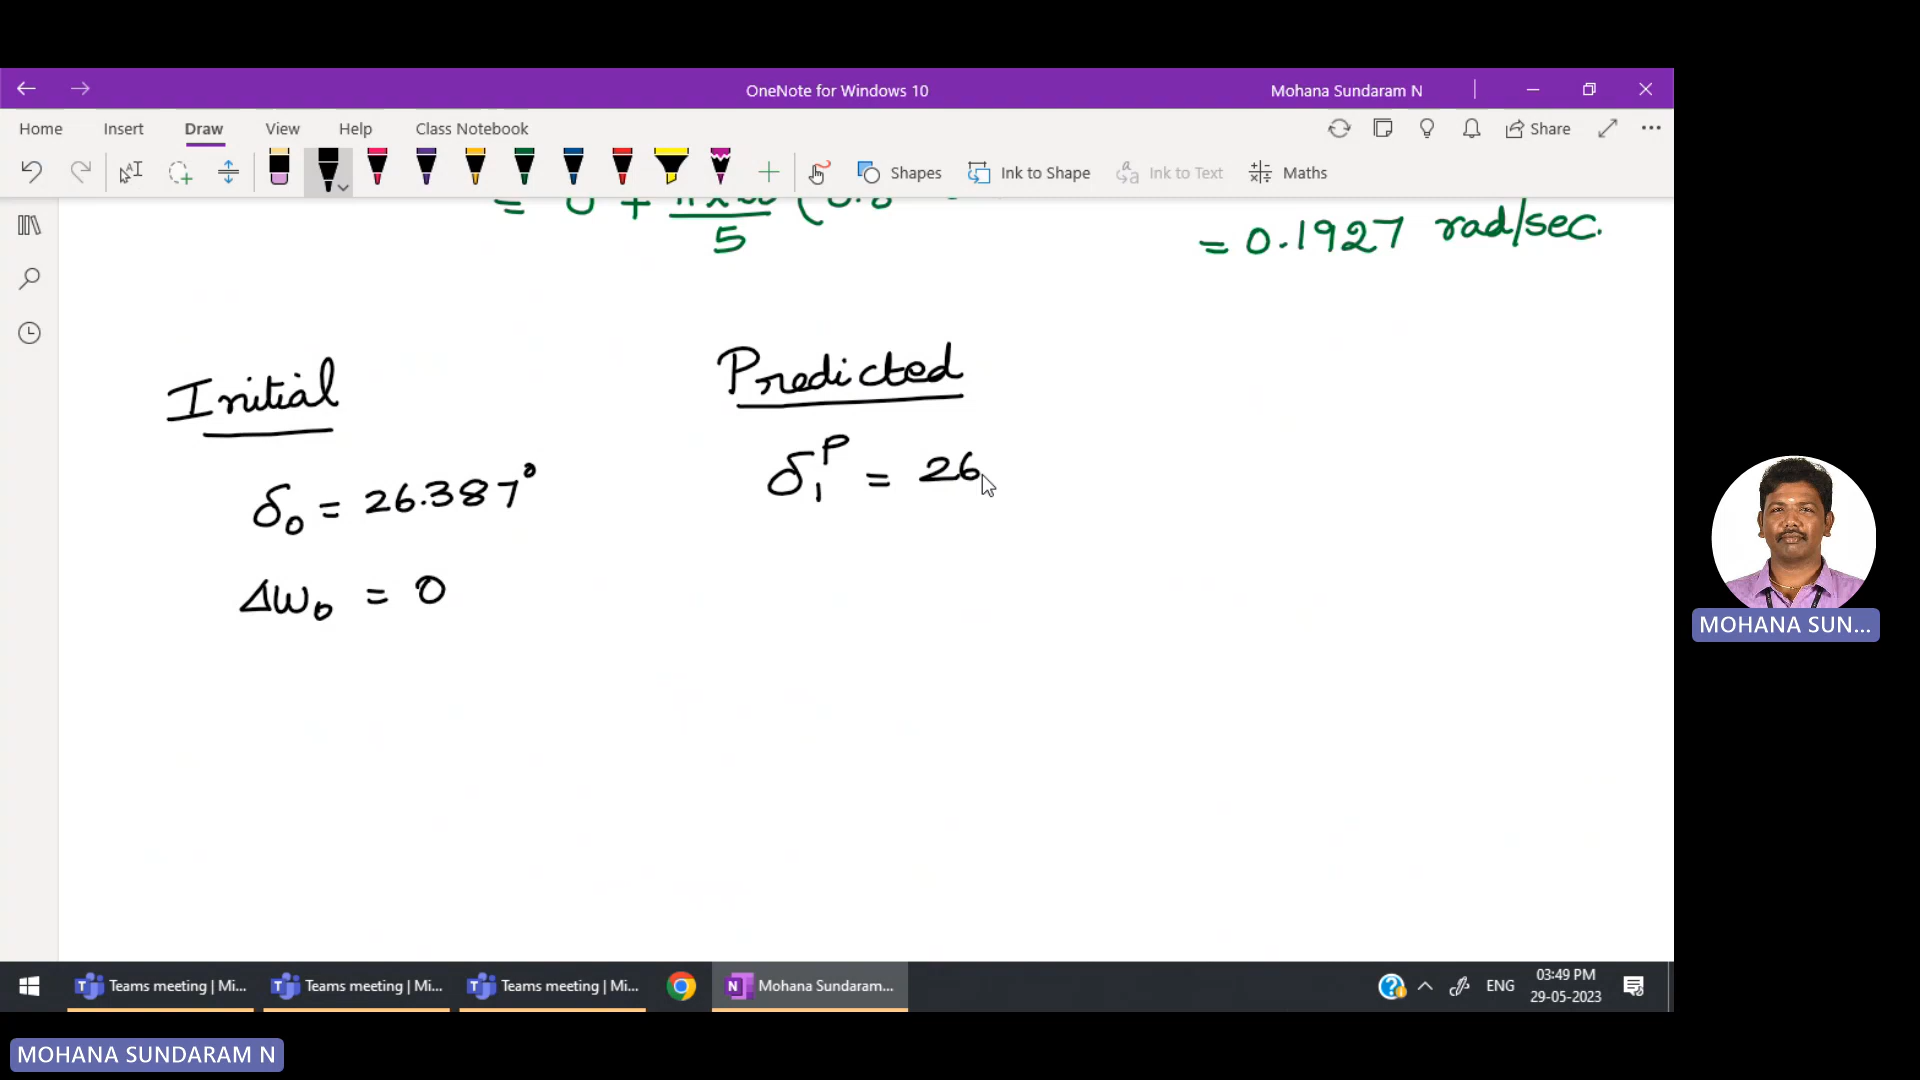 OneNote for Windows 10
Mohana Sundaram N
Home Insert Draw View Help Class Notebook Share
Shapes Ink to Shape Ink to Text Maths
= 0 +
5
= 0.1927 rad/sec.
Initial
Predicted
δ₁ᴾ = 26
δ₀ = 26.387°
Δω₀ = 0
MOHANA SUN...
Teams meeting | Mi... Teams meeting | Mi... Teams meeting | Mi... Mohana Sundaram... ENG 03:49 PM
29-05-2023
MOHANA SUNDARAM N